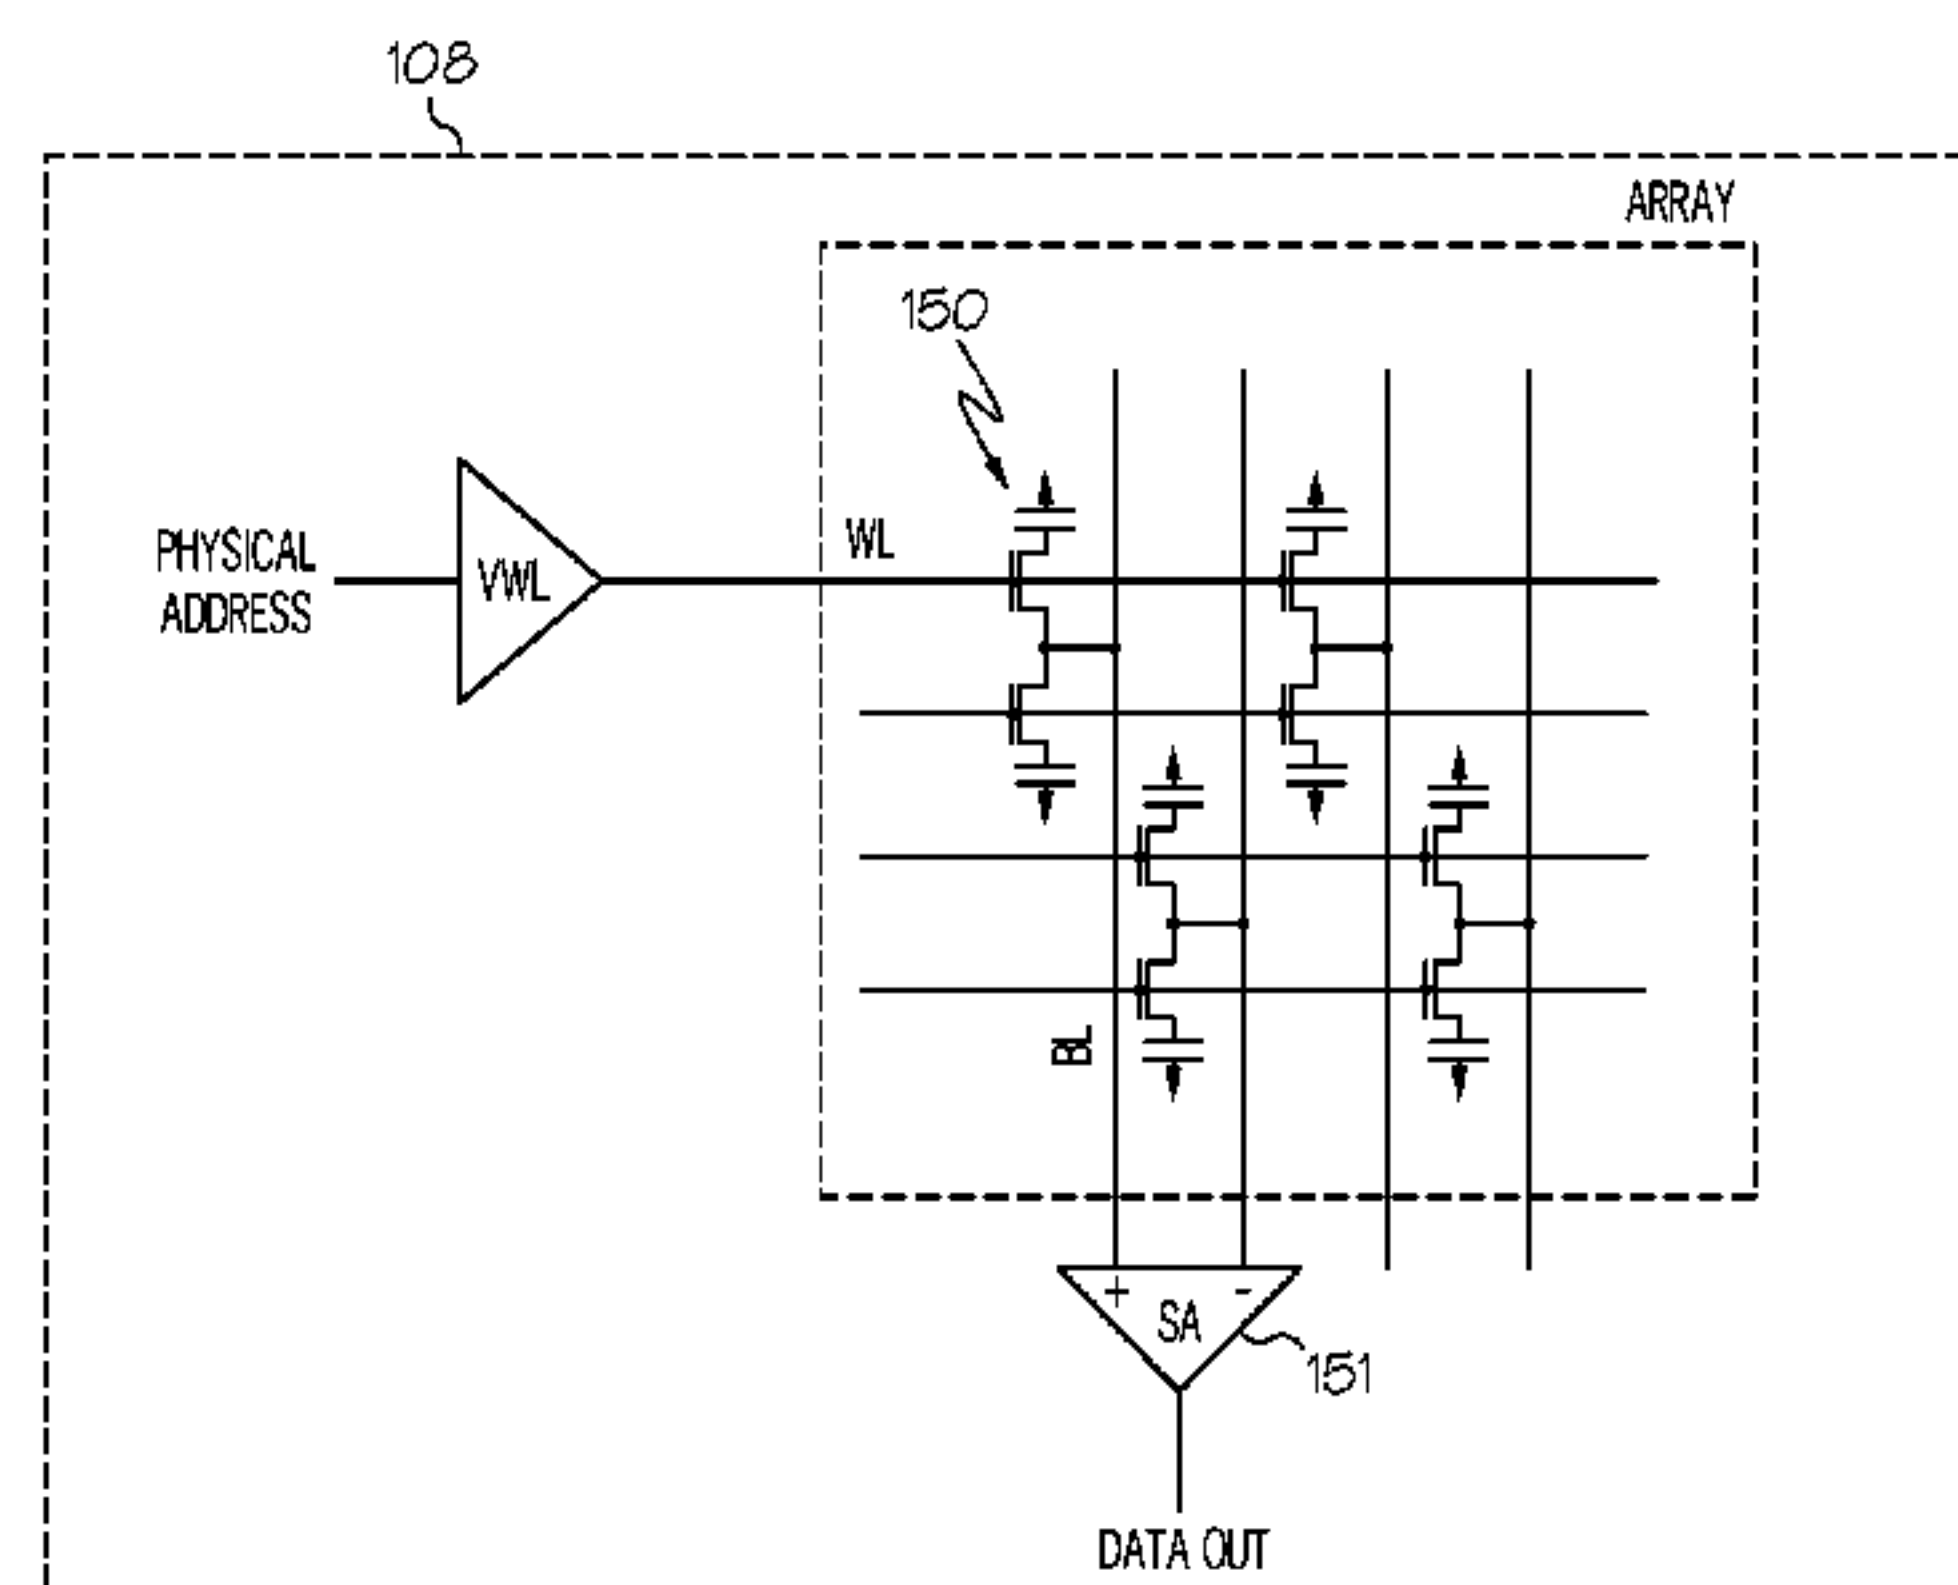 108
ARRAY
150
WL
PHYSICAL
ADDRESS
VWL
BL
+
-
SA
151
DATA OUT